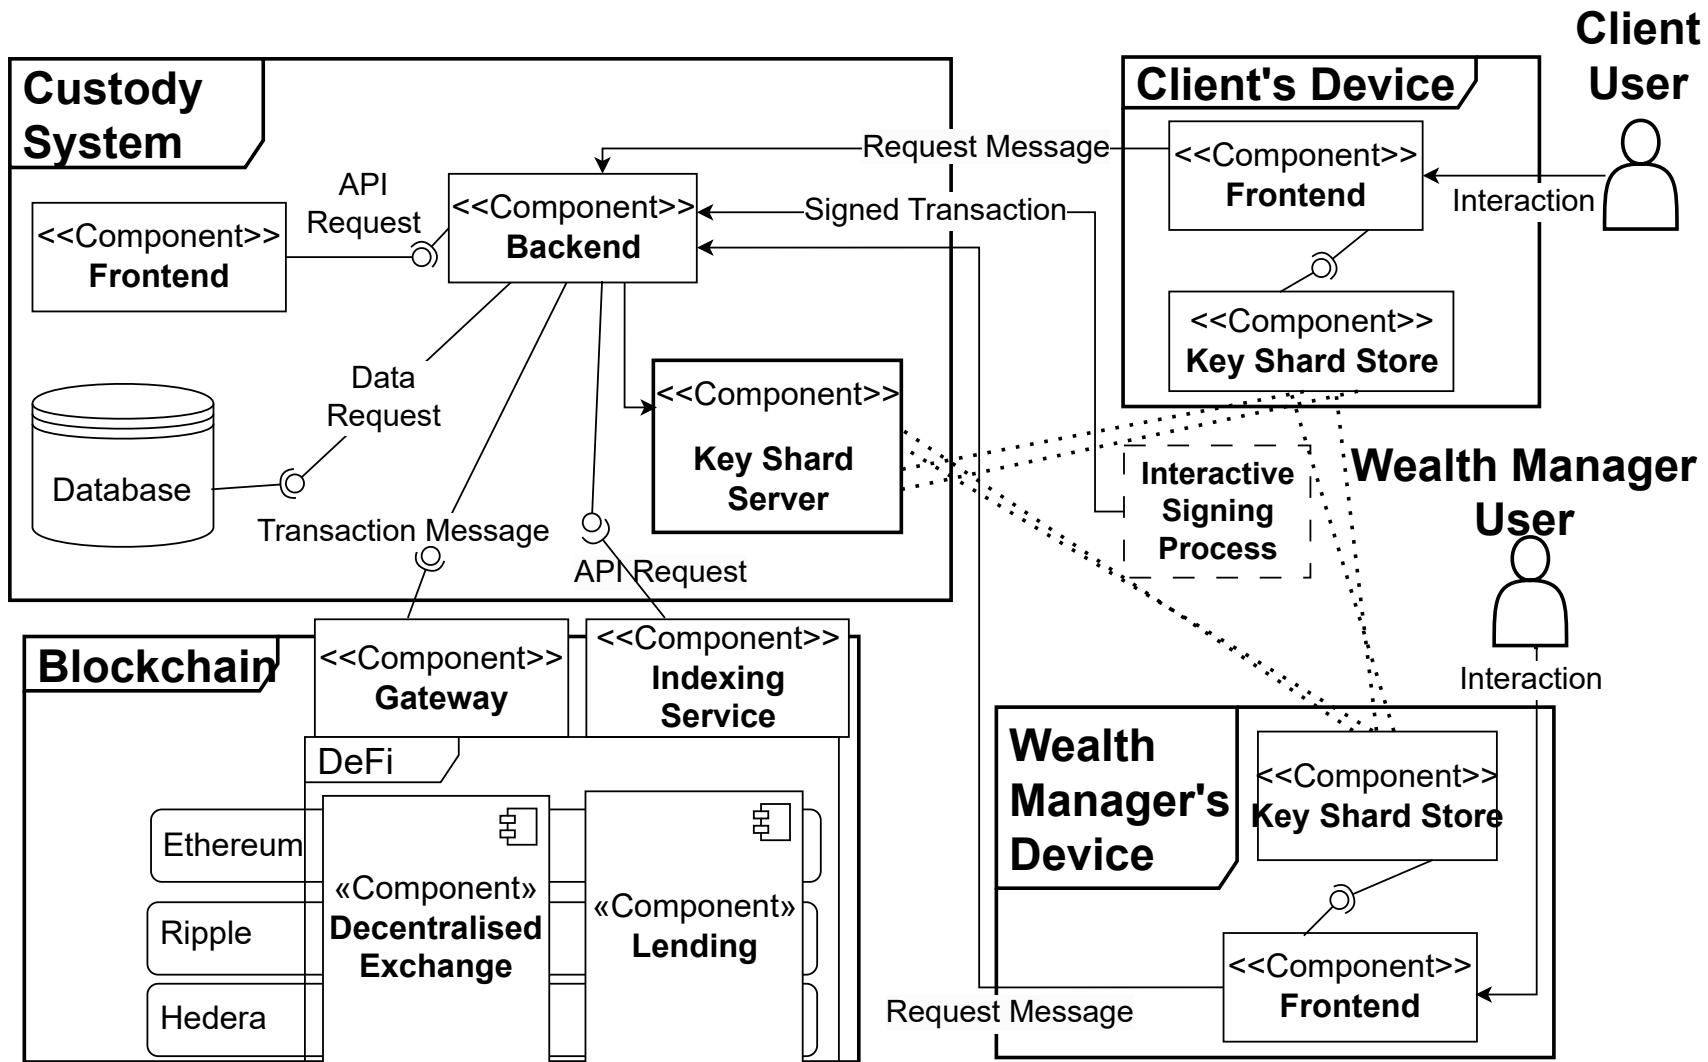 Client
User
Custody
System
Client's Device
Request Message
<<Component>>
Frontend
Interaction
API
Request
<<Component>>
Backend
Signed Transaction
<<Component>>
Frontend
<<Component>>
Key Shard Store
Data
Request
<<Component>>
Key Shard
Server
Database
Transaction Message
API Request
Interactive
Signing
Process
Wealth Manager
User
Interaction
Blockchain
<<Component>>
Gateway
<<Component>>
Indexing
Service
DeFi
Ethereum
Ripple
Hedera
«Component»
Decentralised
Exchange
«Component»
Lending
Wealth
Manager's
Device
<<Component>>
Key Shard Store
<<Component>>
Frontend
Request Message